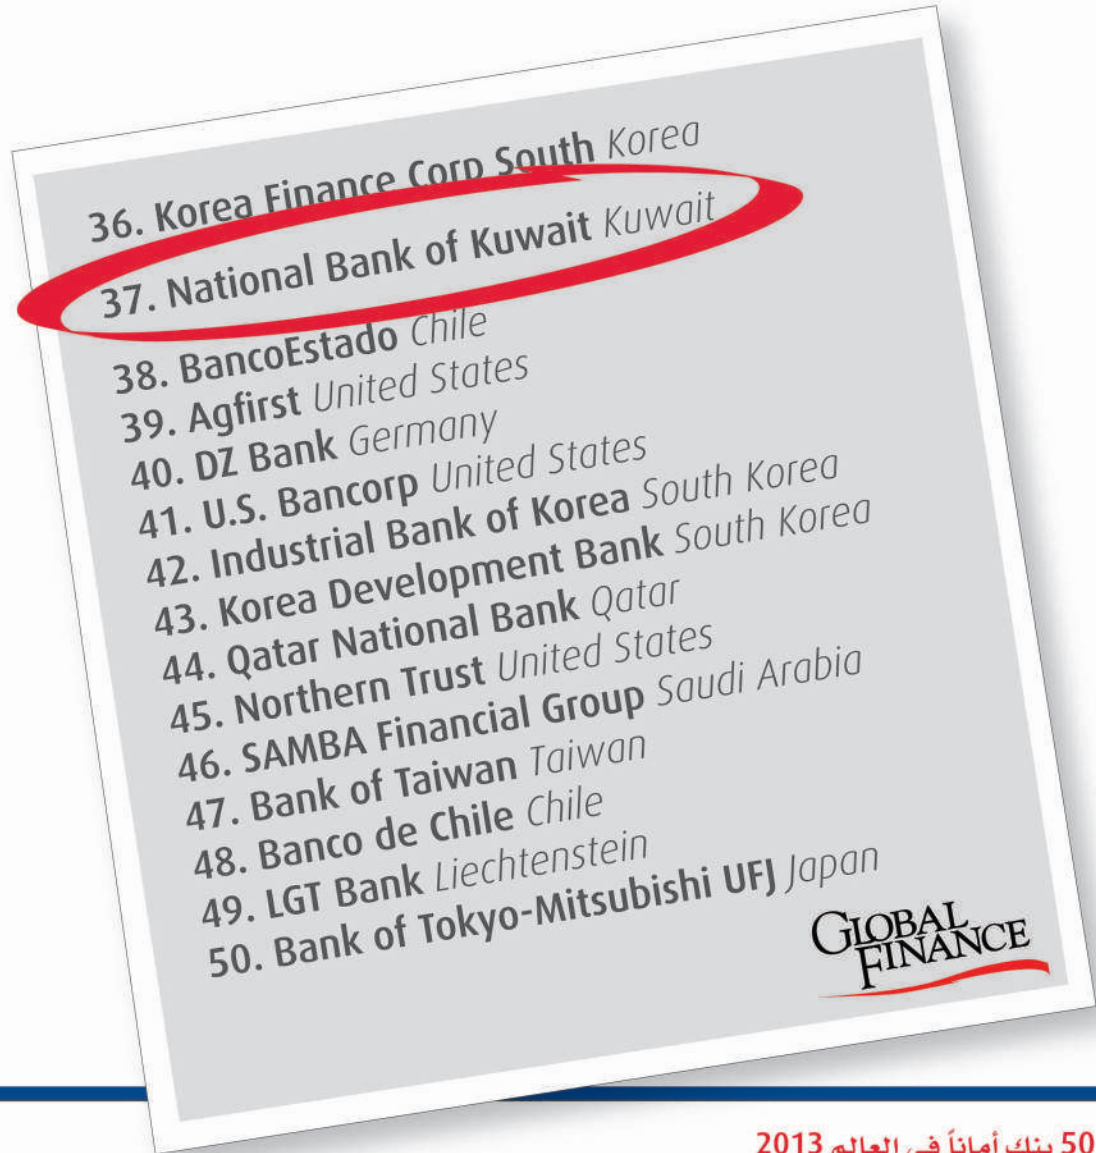 36. Korea Finance Corp South Korea
37. National Bank of Kuwait Kuwait
38. BancoEstado Chile
39. Agfirst United States
40. DZ Bank Germany
41. U.S. Bancorp United States
42. Industrial Bank of Korea South Korea
43. Korea Development Bank South Korea
44. Qatar National Bank Qatar
45. Northern Trust United States
46. SAMBA Financial Group Saudi Arabia
47. Bank of Taiwan Taiwan
48. Banco de Chile Chile
49. LGT Bank Liechtenstein
50. Bank of Tokyo-Mitsubishi UFJ Japan
GLOBAL
FINANCE
50 بنك أماناً في العالم 2013